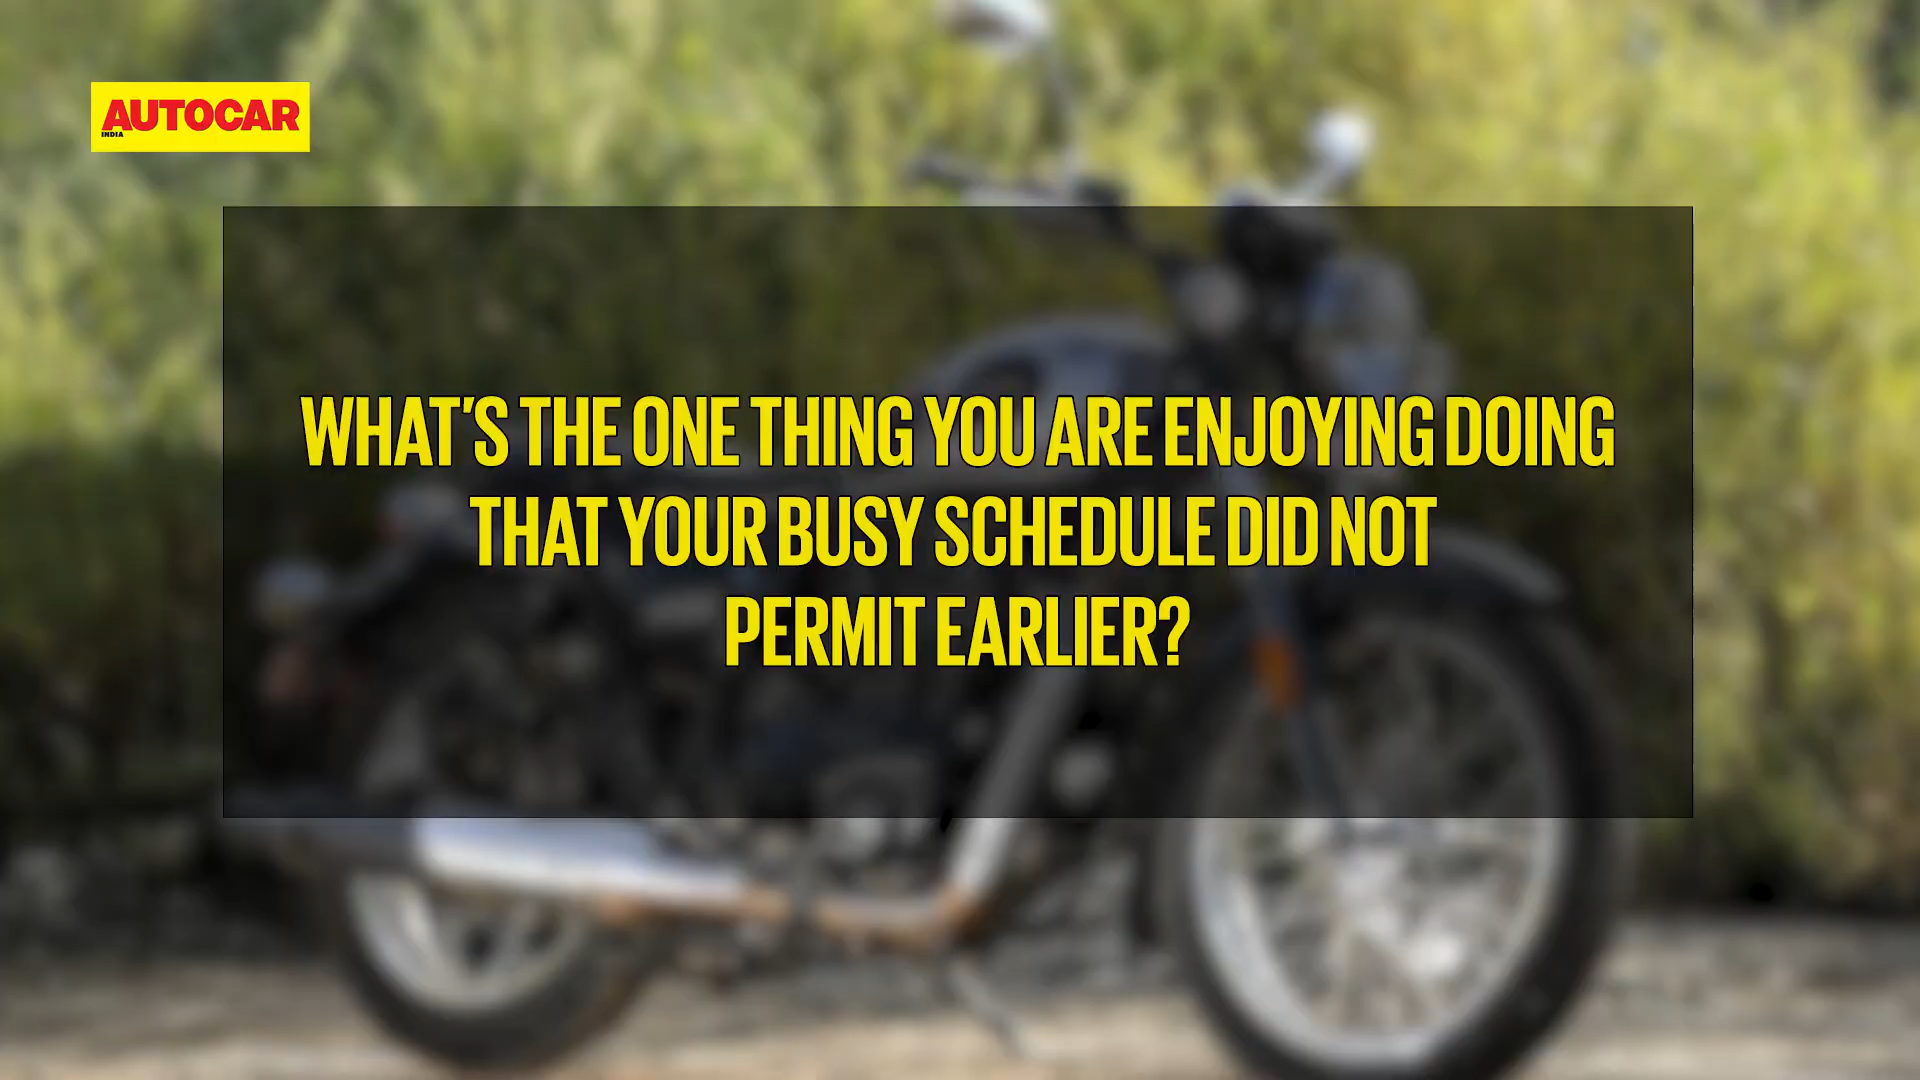 AUTOCAR
INDIA
WHAT'S THE ONE THING YOU ARE ENJOYING DOING
THAT YOUR BUSY SCHEDULE DID NOT
PERMIT EARLIER?